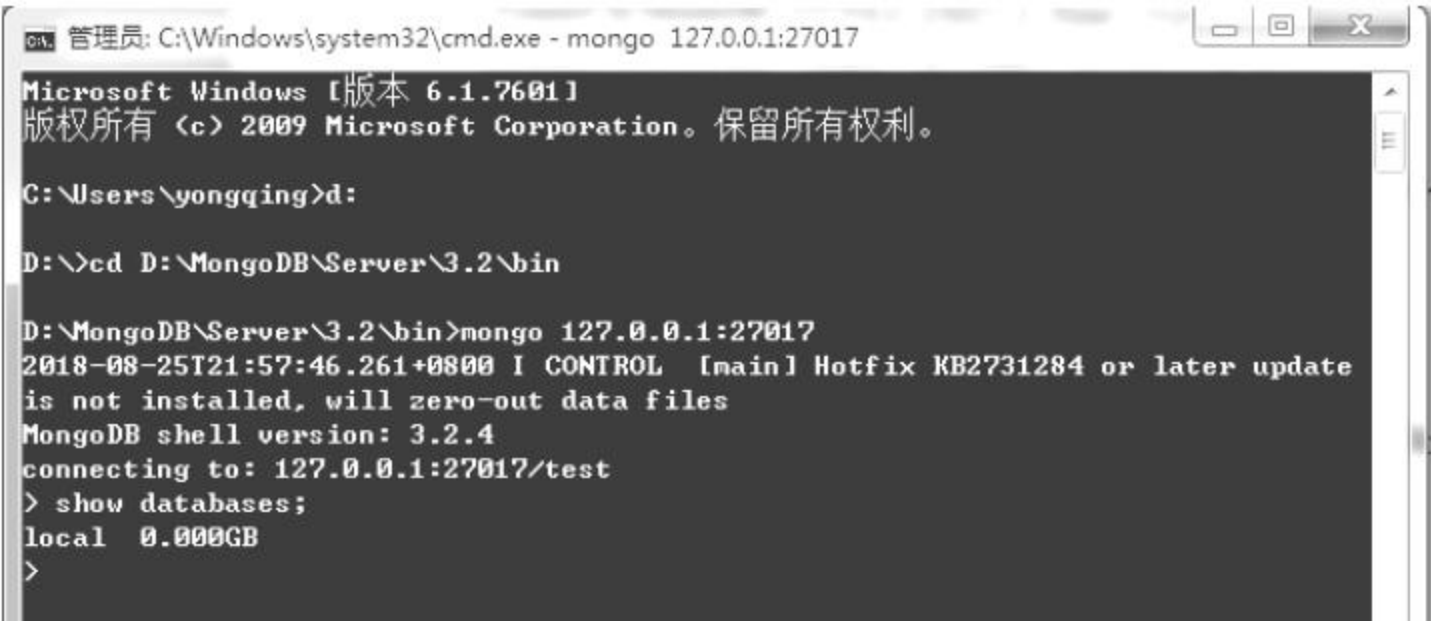 管理员: C:\Windows\system32\cmd.exe - mongo 127.0.0.1:27017
Microsoft Windows [版本 6.1.7601]
版权所有 (c) 2009 Microsoft Corporation。保留所有权利。
C:\Users\yongqing>d:
D:\>cd D:\MongoDB\Server\3.2\bin
D:\MongoDB\Server\3.2\bin>mongo 127.0.0.1:27017
2018-08-25T21:57:46.261+0800 I CONTROL  [main] Hotfix KB2731284 or later update
is not installed, will zero-out data files
MongoDB shell version: 3.2.4
connecting to: 127.0.0.1:27017/test
> show databases;
local  0.000GB
>